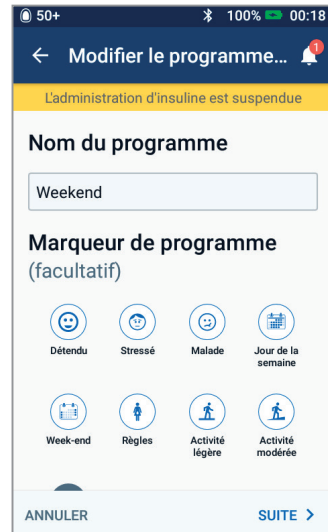 50+ 100% 00:18
Modifier le programme...
L'administration d'insuline est suspendue
Nom du programme
Weekend
Marqueur de programme
(facultatif)
Détendu Stressé Malade Jour de la
semaine
Week-end Règles Activité Activité
légère modérée
ANNULER SUITE